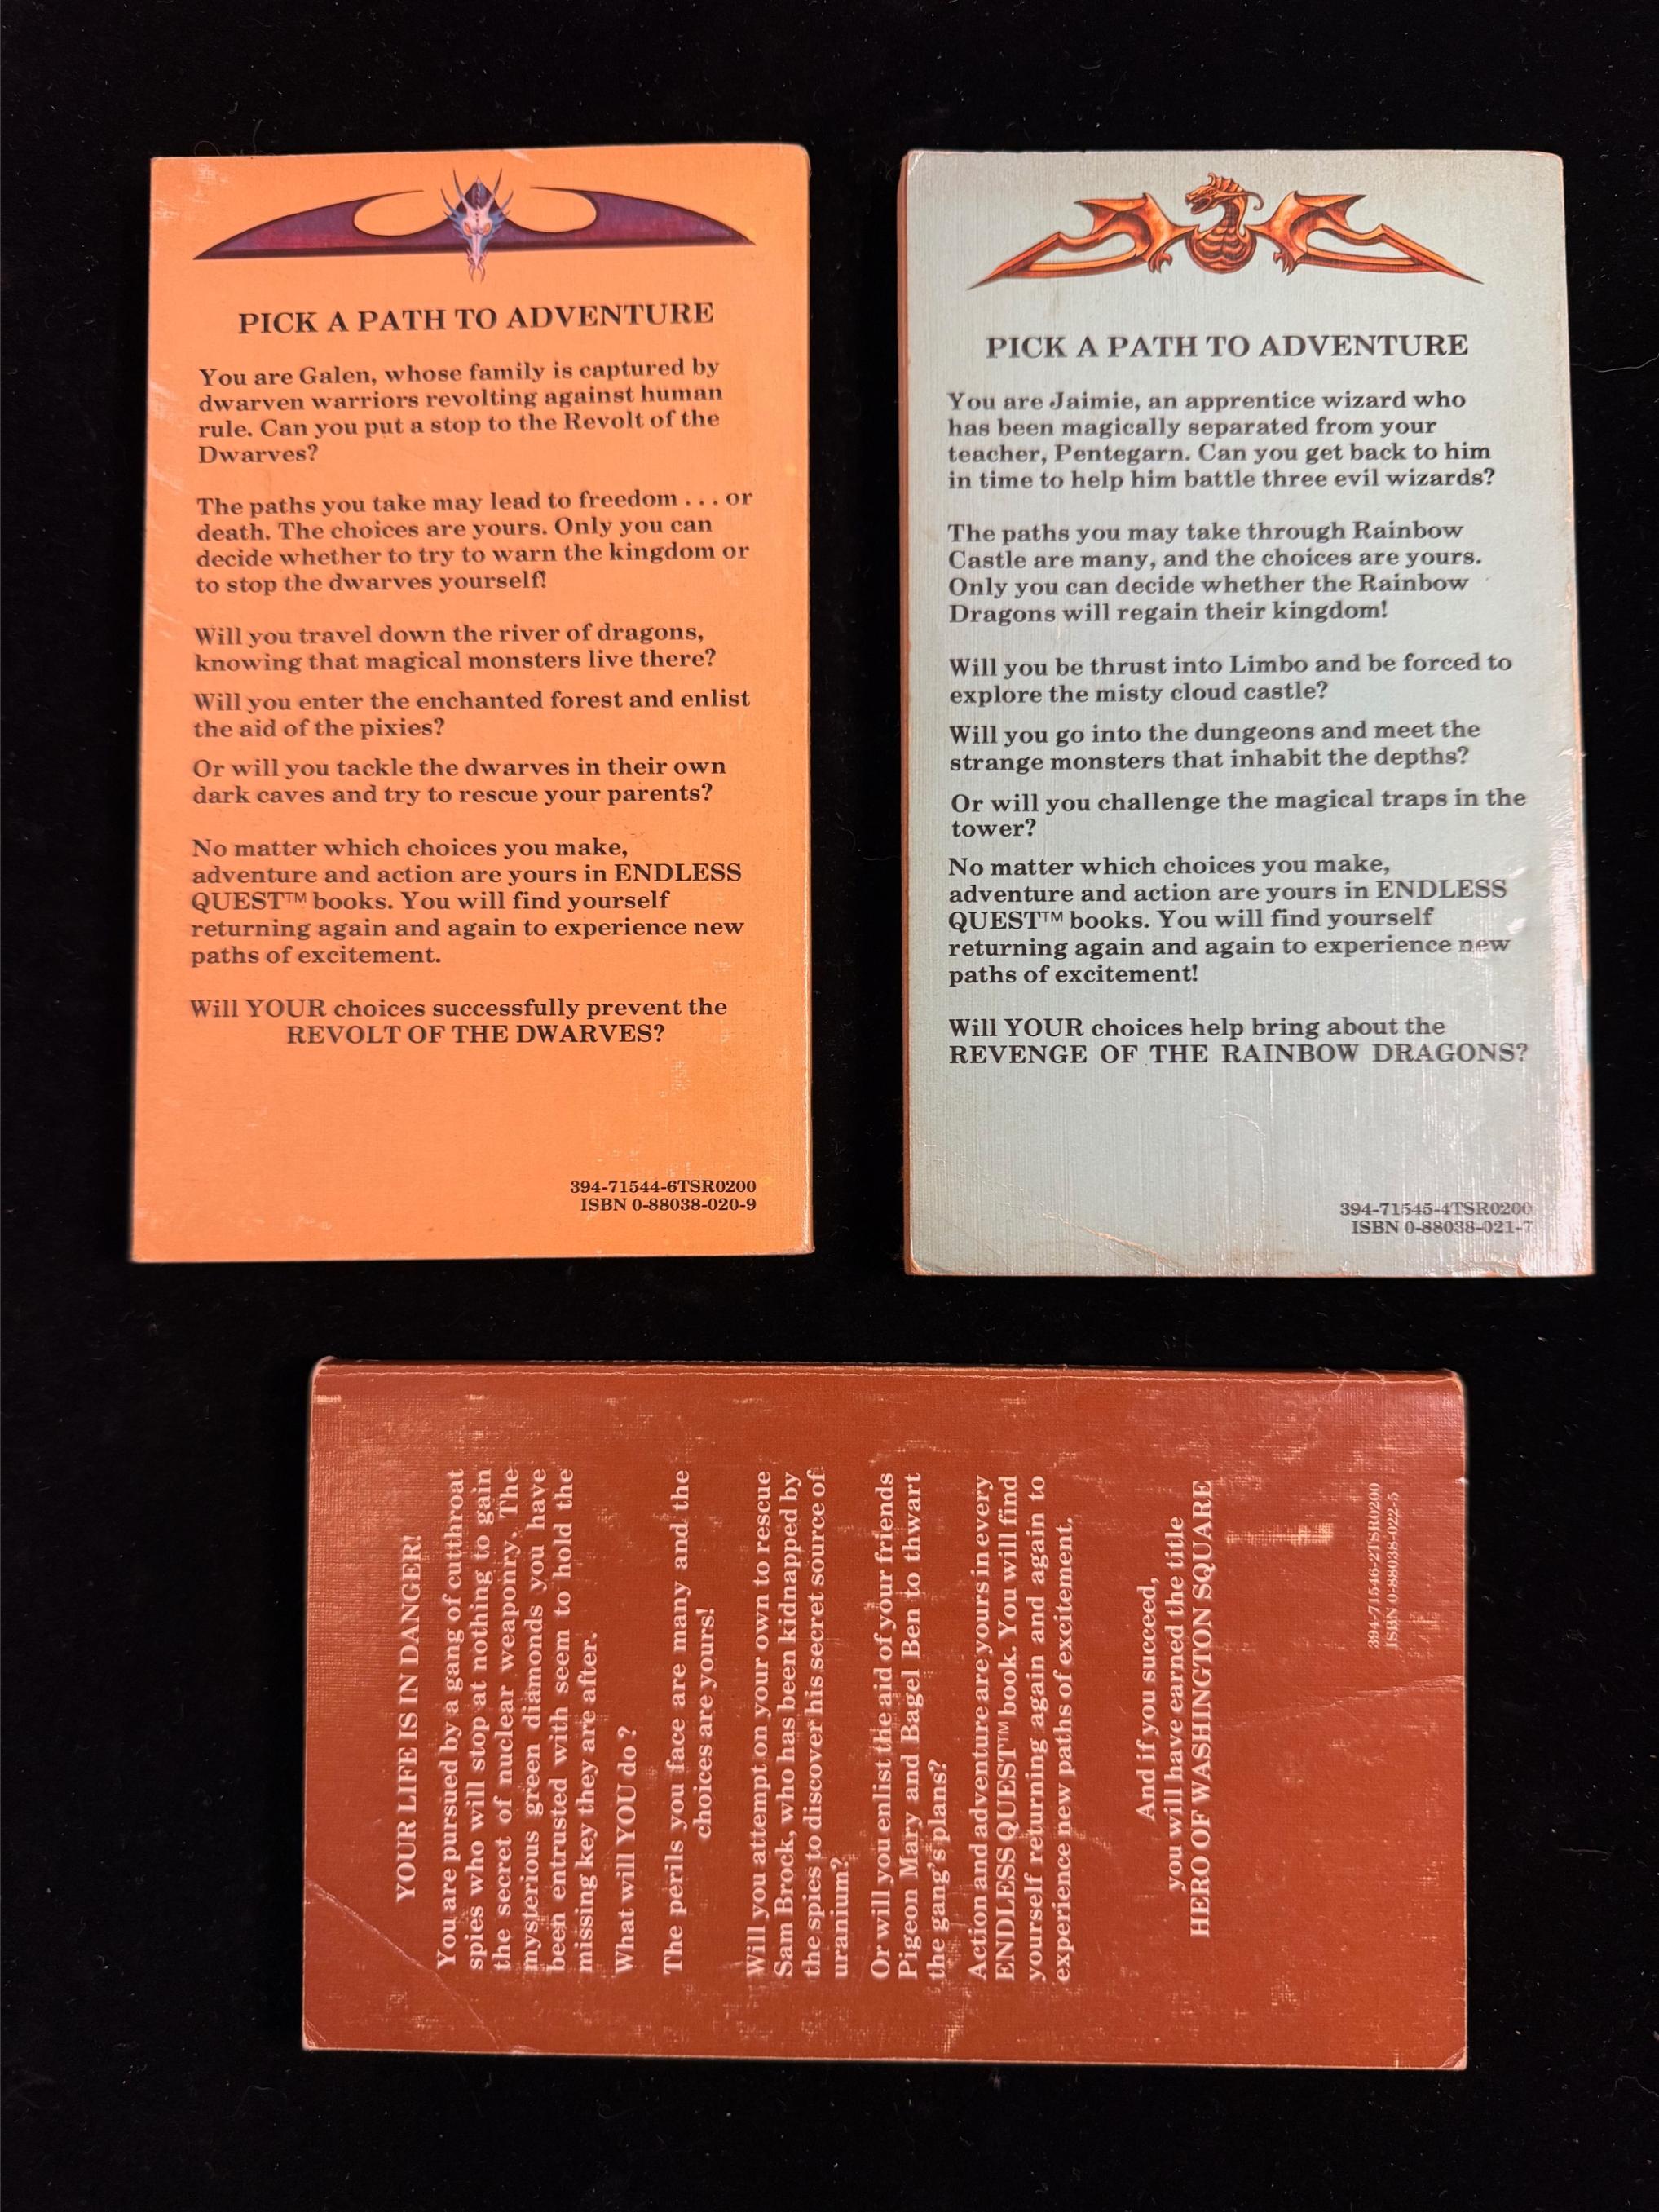 PICK A PATH TO ADVENTURE
You are Galen, whose family is captured by
dwarven warriors revolting against human
rule. Can you put a stop to the Revolt of the
Dwarves?
The paths you take may lead to freedom . . . or
death. The choices are yours. Only you can
decide whether to try to warn the kingdom or
to stop the dwarves yourself!
Will you travel down the river of dragons,
knowing that magical monsters live there?
Will you enter the enchanted forest and enlist
the aid of the pixies?
Or will you tackle the dwarves in their own
dark caves and try to rescue your parents?
No matter which choices you make,
adventure and action are yours in ENDLESS
QUEST™ books. You will find yourself
returning again and again to experience new
paths of excitement.
Will YOUR choices successfully prevent the
REVOLT OF THE DWARVES?
394-71544-6TSR0200
ISBN 0-88038-020-9
PICK A PATH TO ADVENTURE
You are Jaimie, an apprentice wizard who
has been magically separated from your
teacher, Pentegarn. Can you get back to him
in time to help him battle three evil wizards?
The paths you may take through Rainbow
Castle are many, and the choices are yours.
Only you can decide whether the Rainbow
Dragons will regain their kingdom!
Will you be thrust into Limbo and be forced to
explore the misty cloud castle?
Will you go into the dungeons and meet the
strange monsters that inhabit the depths?
Or will you challenge the magical traps in the
tower?
No matter which choices you make,
adventure and action are yours in ENDLESS
QUEST™ books. You will find yourself
returning again and again to experience new
paths of excitement!
Will YOUR choices help bring about the
REVENGE OF THE RAINBOW DRAGONS?
394-71545-4TSR0200
ISBN 0-88038-021-7
YOUR LIFE IS IN DANGER!
You are pursued by a gang of cutthroat
spies who will stop at nothing to gain
the secret of nuclear weaponry. The
mysterious green diamonds you have
been entrusted with seem to hold the
missing key they are after.
What will YOU do ?
The perils you face are many and the
choices are yours!
Will you attempt on your own to rescue
Sam Brock, who has been kidnapped by
the spies to discover his secret source of
uranium?
Or will you enlist the aid of your friends
Pigeon Mary and Bagel Ben to thwart
the gang's plans?
Action and adventure are yours in every
ENDLESS QUEST™ book. You will find
yourself returning again and again to
experience new paths of excitement.
And if you succeed,
you will have earned the title
HERO OF WASHINGTON SQUARE
394-71546-2TSR0200
ISBN 0-88038-022-5